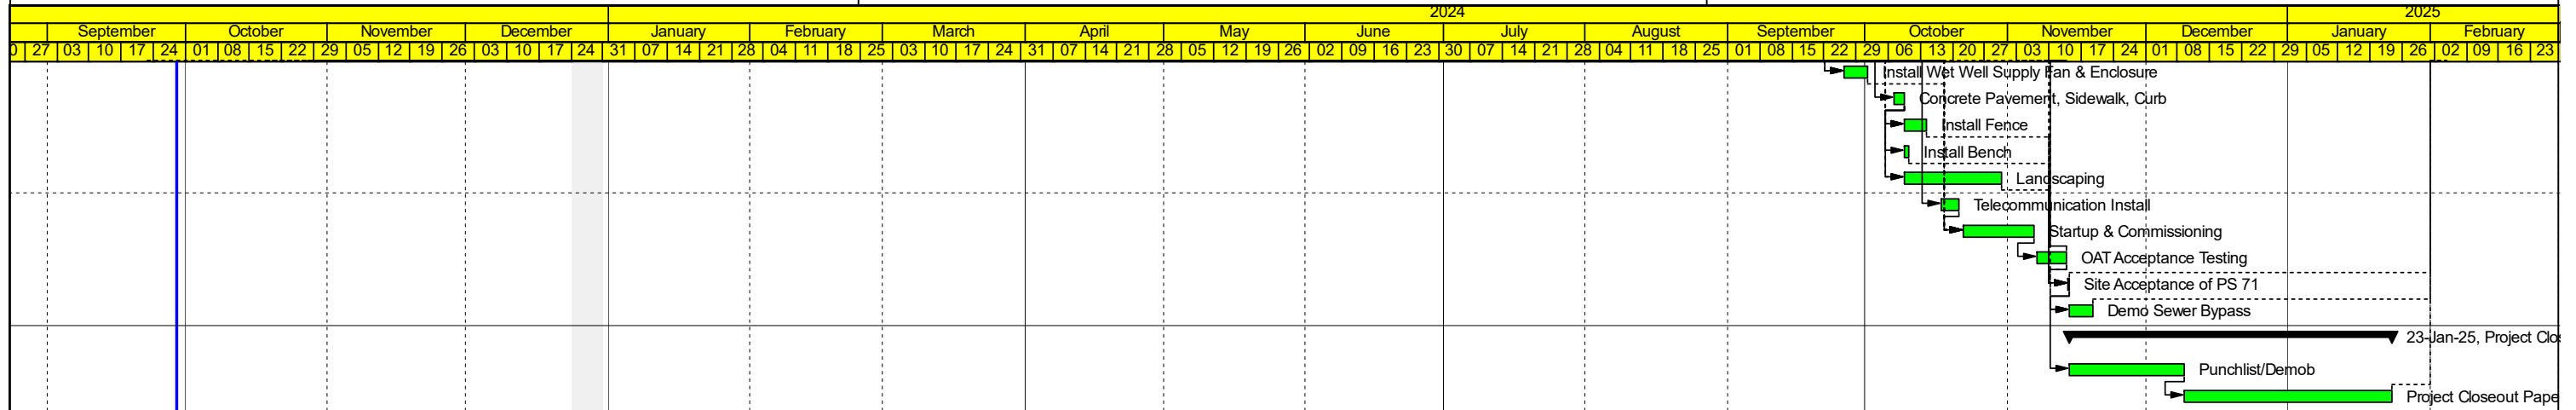 2024 2025
September October November December January February March April May June July August September October November December January February
27 03 10 17 24 01 08 15 22 29 05 12 19 26 03 10 17 24 31 07 14 21 28 04 11 18 25 03 10 17 24 31 07 14 21 28 05 12 19 26 02 09 16 23 30 07 14 21 28 04 11 18 25 01 08 15 22 29 06 13 20 27 03 10 17 24 01 08 15 22 29 05 12 19 26 02 09 16 23
Install Wet Well Supply Fan & Enclosure
Concrete Pavement, Sidewalk, Curb
Install Fence
Install Bench
Landscaping
Telecommunication Install
Startup & Commissioning
OAT Acceptance Testing
Site Acceptance of PS 71
Demo Sewer Bypass
23-Jan-25, Project Clo
Punchlist/Demob
Project Closeout Pape